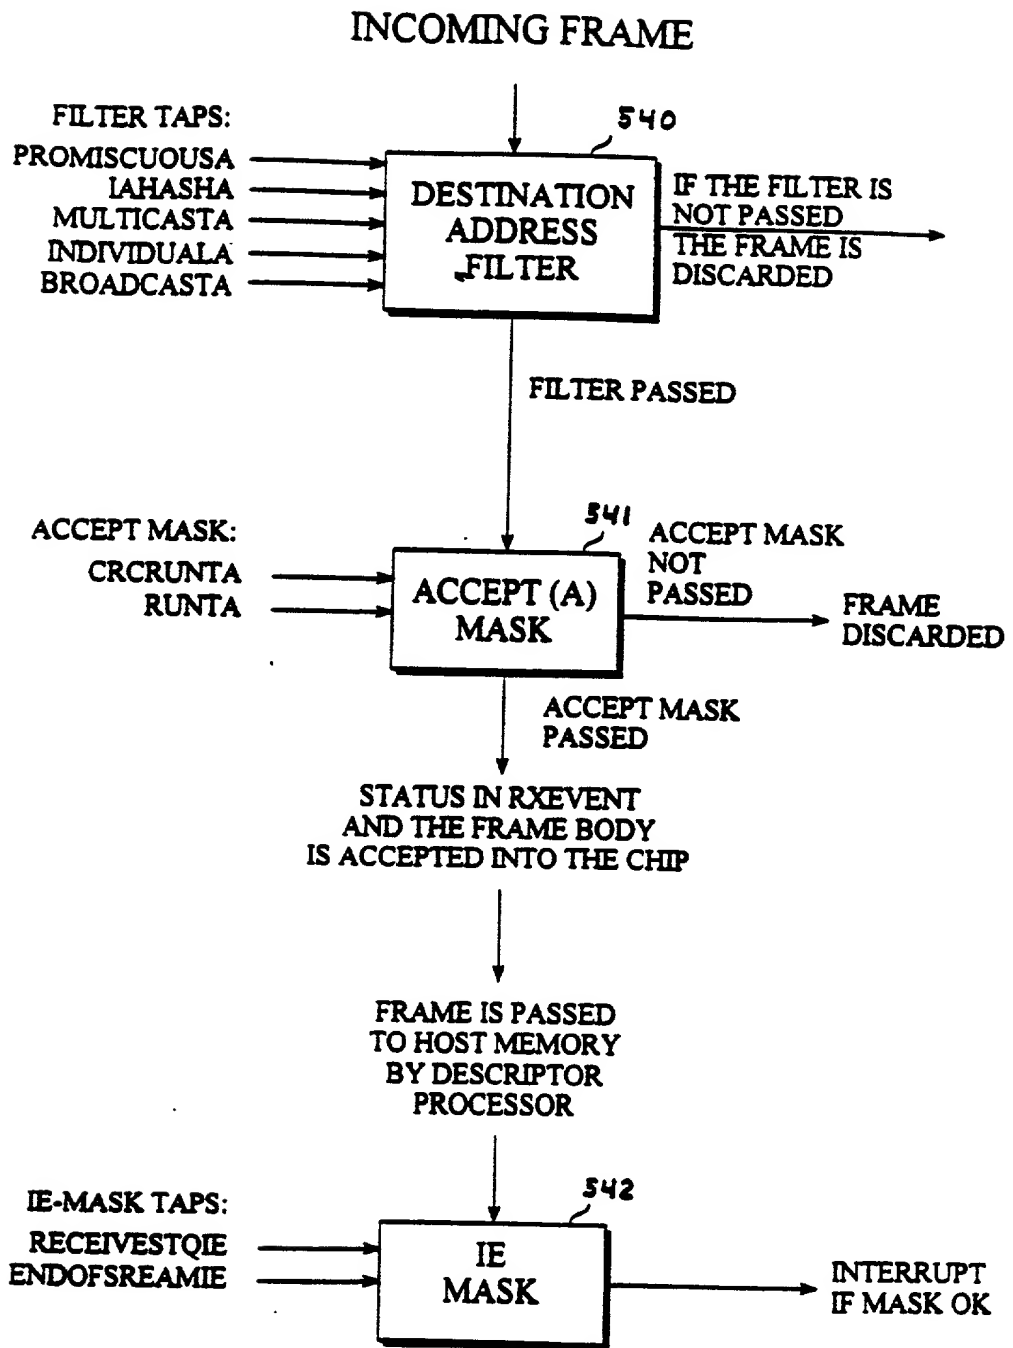 INCOMING FRAME
FILTER TAPS:
PROMISCUOUSA
IAHASHA
MULTICASTA
INDIVIDUALA
BROADCASTA
540
DESTINATION
ADDRESS
FILTER
IF THE FILTER IS
NOT PASSED
THE FRAME IS
DISCARDED
FILTER PASSED
ACCEPT MASK:
CRCRUNTA
RUNTA
541
ACCEPT (A)
MASK
ACCEPT MASK
NOT
PASSED
FRAME
DISCARDED
ACCEPT MASK
PASSED
STATUS IN RXEVENT
AND THE FRAME BODY
IS ACCEPTED INTO THE CHIP
FRAME IS PASSED
TO HOST MEMORY
BY DESCRIPTOR
PROCESSOR
IE-MASK TAPS:
RECEIVESTQIE
ENDOFSREAMIE
542
IE
MASK
INTERRUPT
IF MASK OK